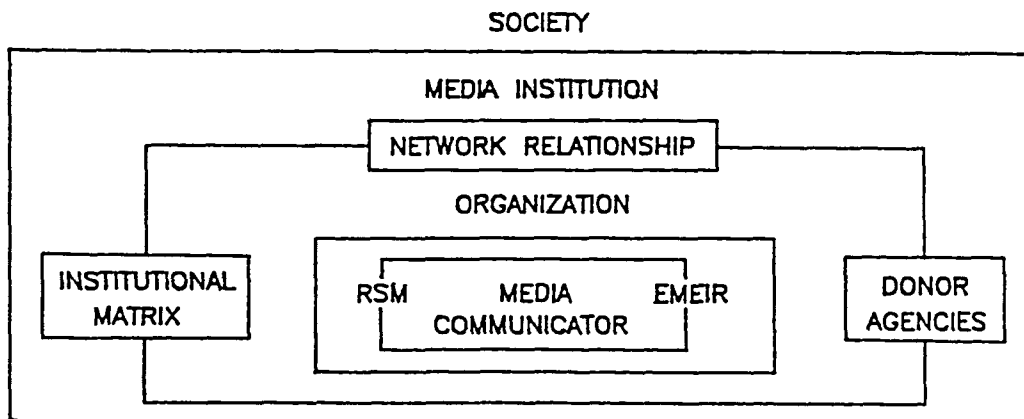 SOCIETY
MEDIA INSTITUTION
NETWORK RELATIONSHIP
ORGANIZATION
INSTITUTIONAL
MATRIX
RSM
MEDIA
COMMUNICATOR
EMEIR
DONOR
AGENCIES